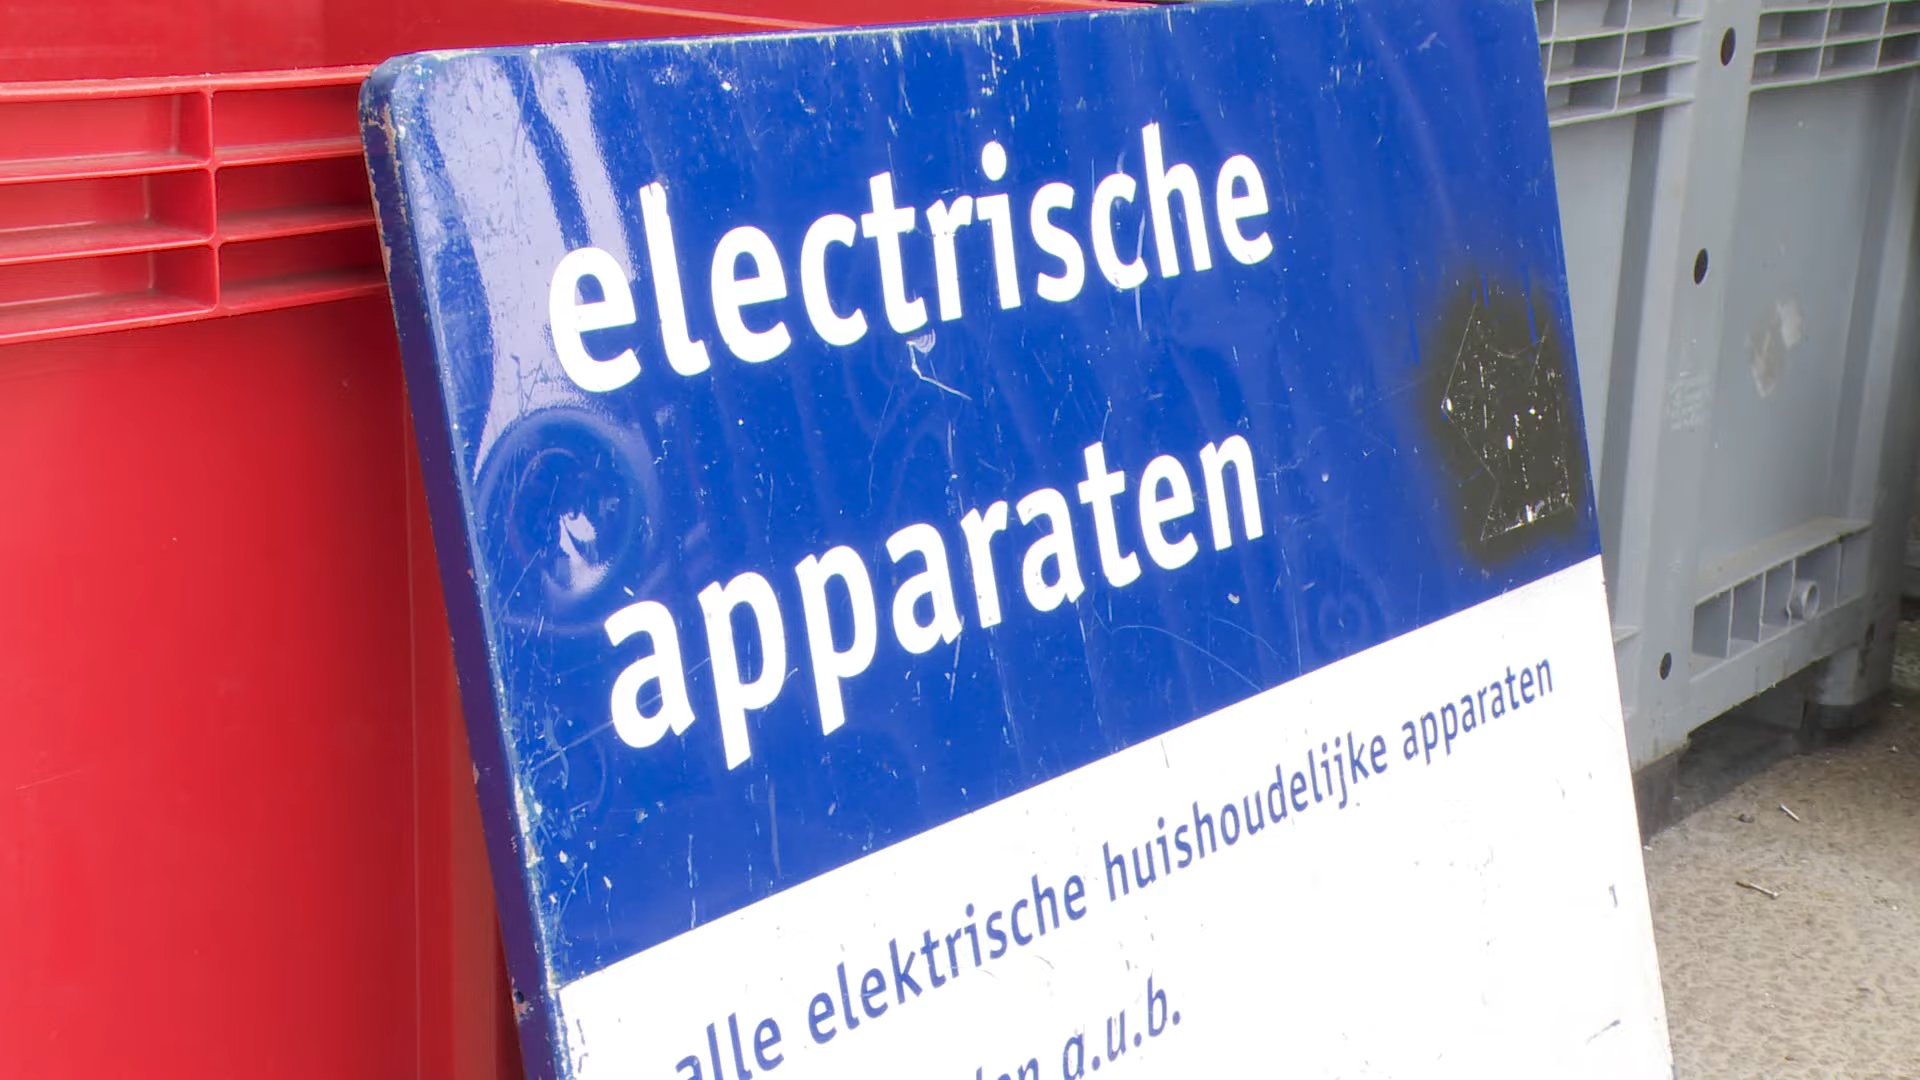 electrische
apparaten
alle elektrische huishoudelijke apparaten
a.u.b.